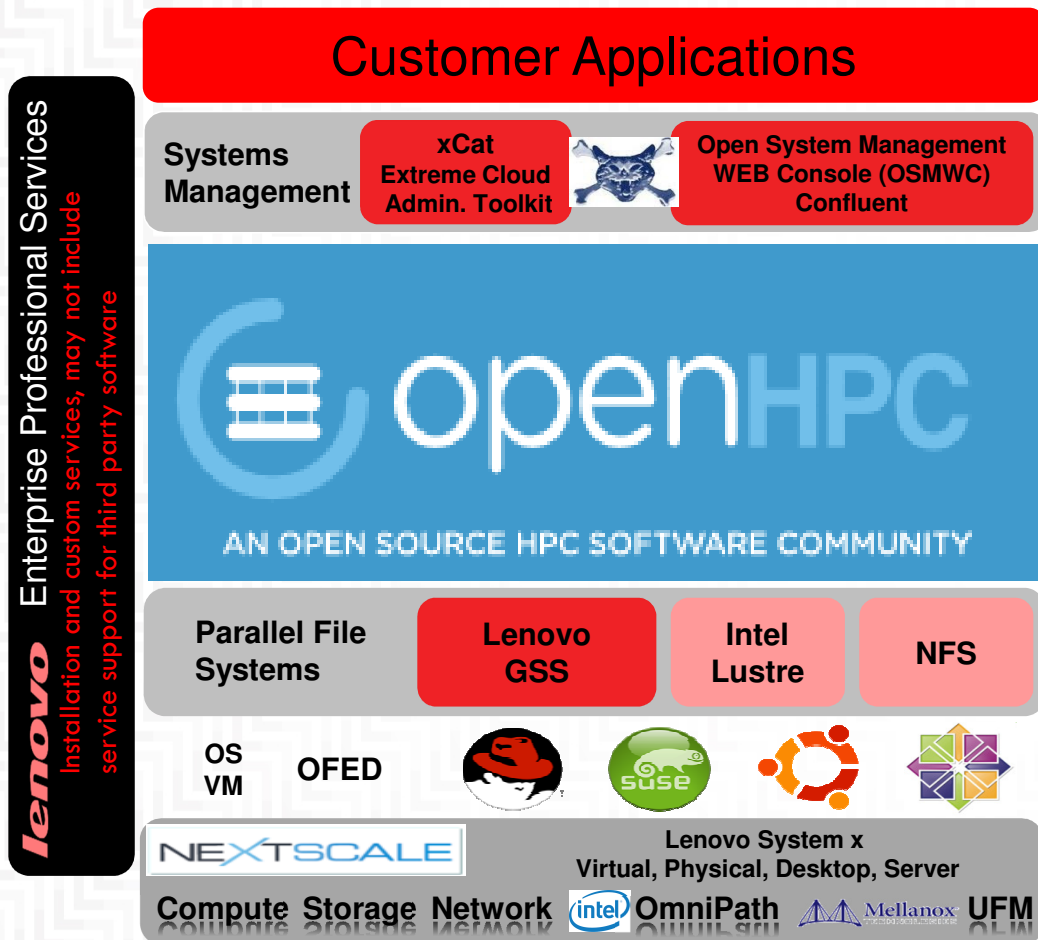 Customer Applications
lenovo Enterprise Professional Services
Installation and custom services, may not include
service support for third party software
Systems
Management
xCat
Extreme Cloud
Admin. Toolkit
Open System Management
WEB Console (OSMWC)
Confluent
openHPC
AN OPEN SOURCE HPC SOFTWARE COMMUNITY
Parallel File
Systems
Lenovo
GSS
Intel
Lustre
NFS
OS
VM
OFED
suse
NEXTSCALE
Lenovo System x
Virtual, Physical, Desktop, Server
Compute Storage Network intel OmniPath Mellanox UFM